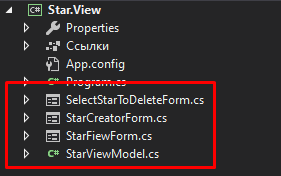 Star.View
Properties
Ссылки
App.config
Program.cs
SelectStarToDeleteForm.cs
StarCreatorForm.cs
StarFiewForm.cs
StarViewModel.cs